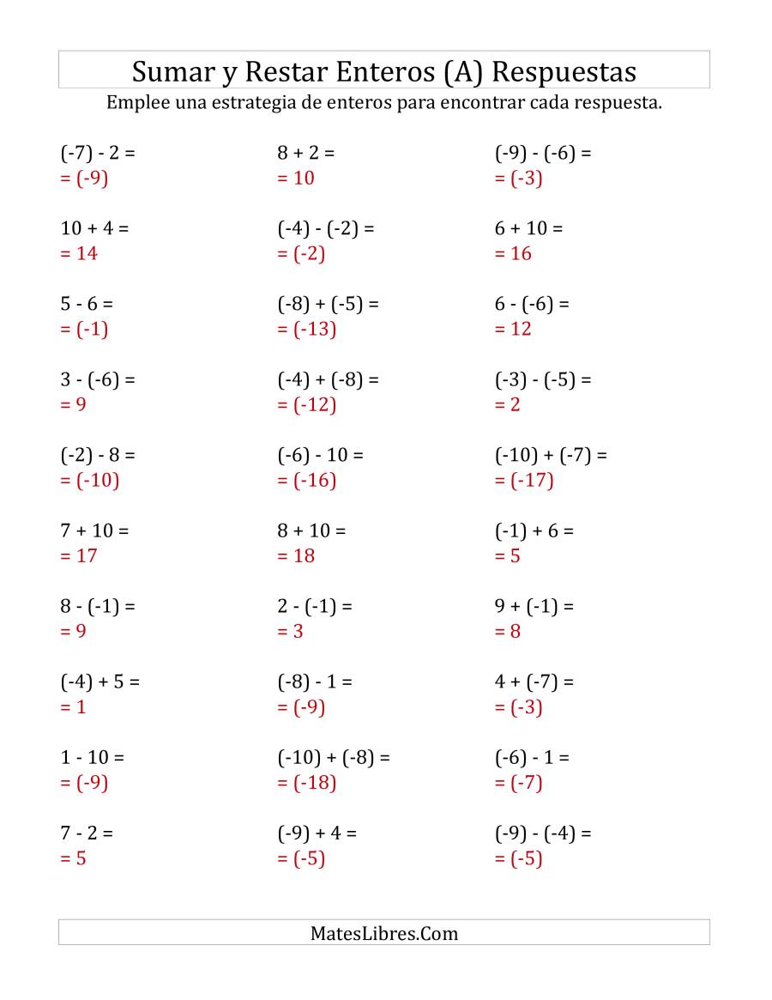 Sumar y Restar Enteros (A) Respuestas
Emplee una estrategia de enteros para encontrar cada respuesta.
(-7) - 2 = 8 + 2 = (-9) - (-6) =
= (-9) = 10 = (-3)
10 + 4 = (-4) - (-2) = 6 + 10 =
= 14 = (-2) = 16
5 - 6 = (-8) + (-5) = 6 - (-6) =
= (-1) = (-13) = 12
3 - (-6) = (-4) + (-8) = (-3) - (-5) =
= 9 = (-12) = 2
(-2) - 8 = (-6) - 10 = (-10) + (-7) =
= (-10) = (-16) = (-17)
7 + 10 = 8 + 10 = (-1) + 6 =
= 17 = 18 = 5
8 - (-1) = 2 - (-1) = 9 + (-1) =
= 9 = 3 = 8
(-4) + 5 = (-8) - 1 = 4 + (-7) =
= 1 = (-9) = (-3)
1 - 10 = (-10) + (-8) = (-6) - 1 =
= (-9) = (-18) = (-7)
7 - 2 = (-9) + 4 = (-9) - (-4) =
= 5 = (-5) = (-5)
MatesLibres.Com